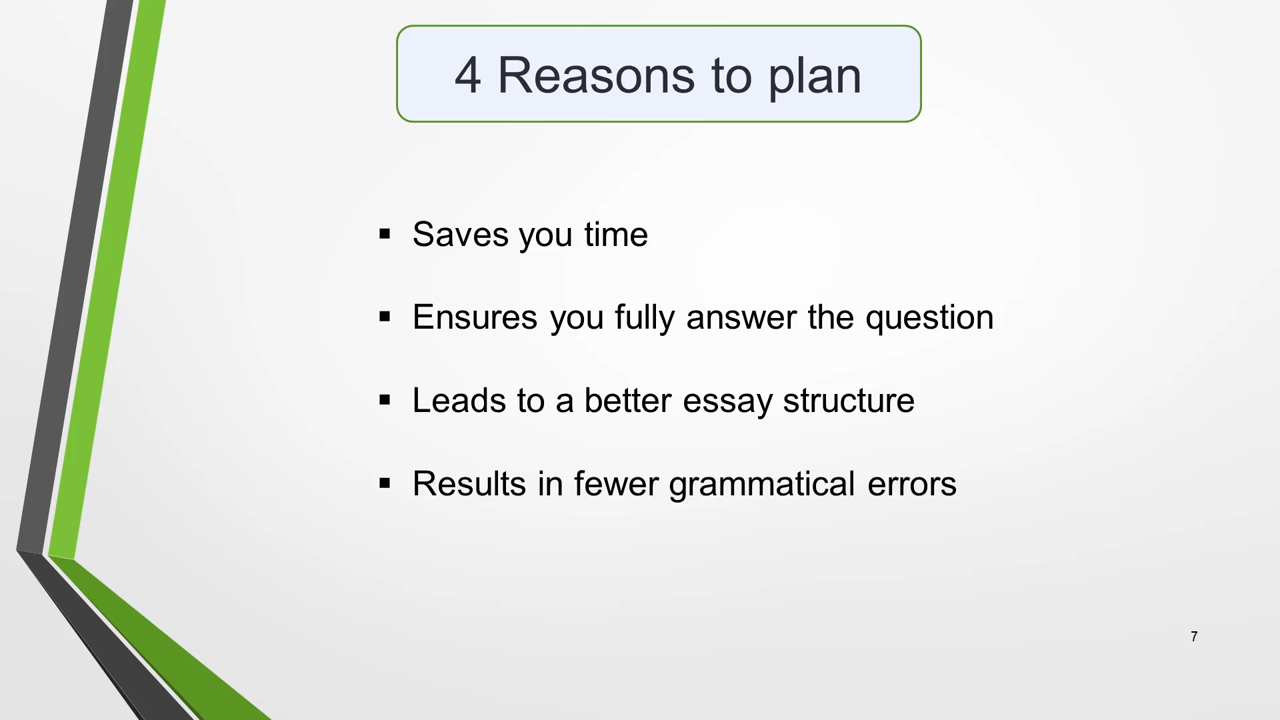 4 Reasons to plan
▪ Saves you time
▪ Ensures you fully answer the question
▪ Leads to a better essay structure
▪ Results in fewer grammatical errors
7